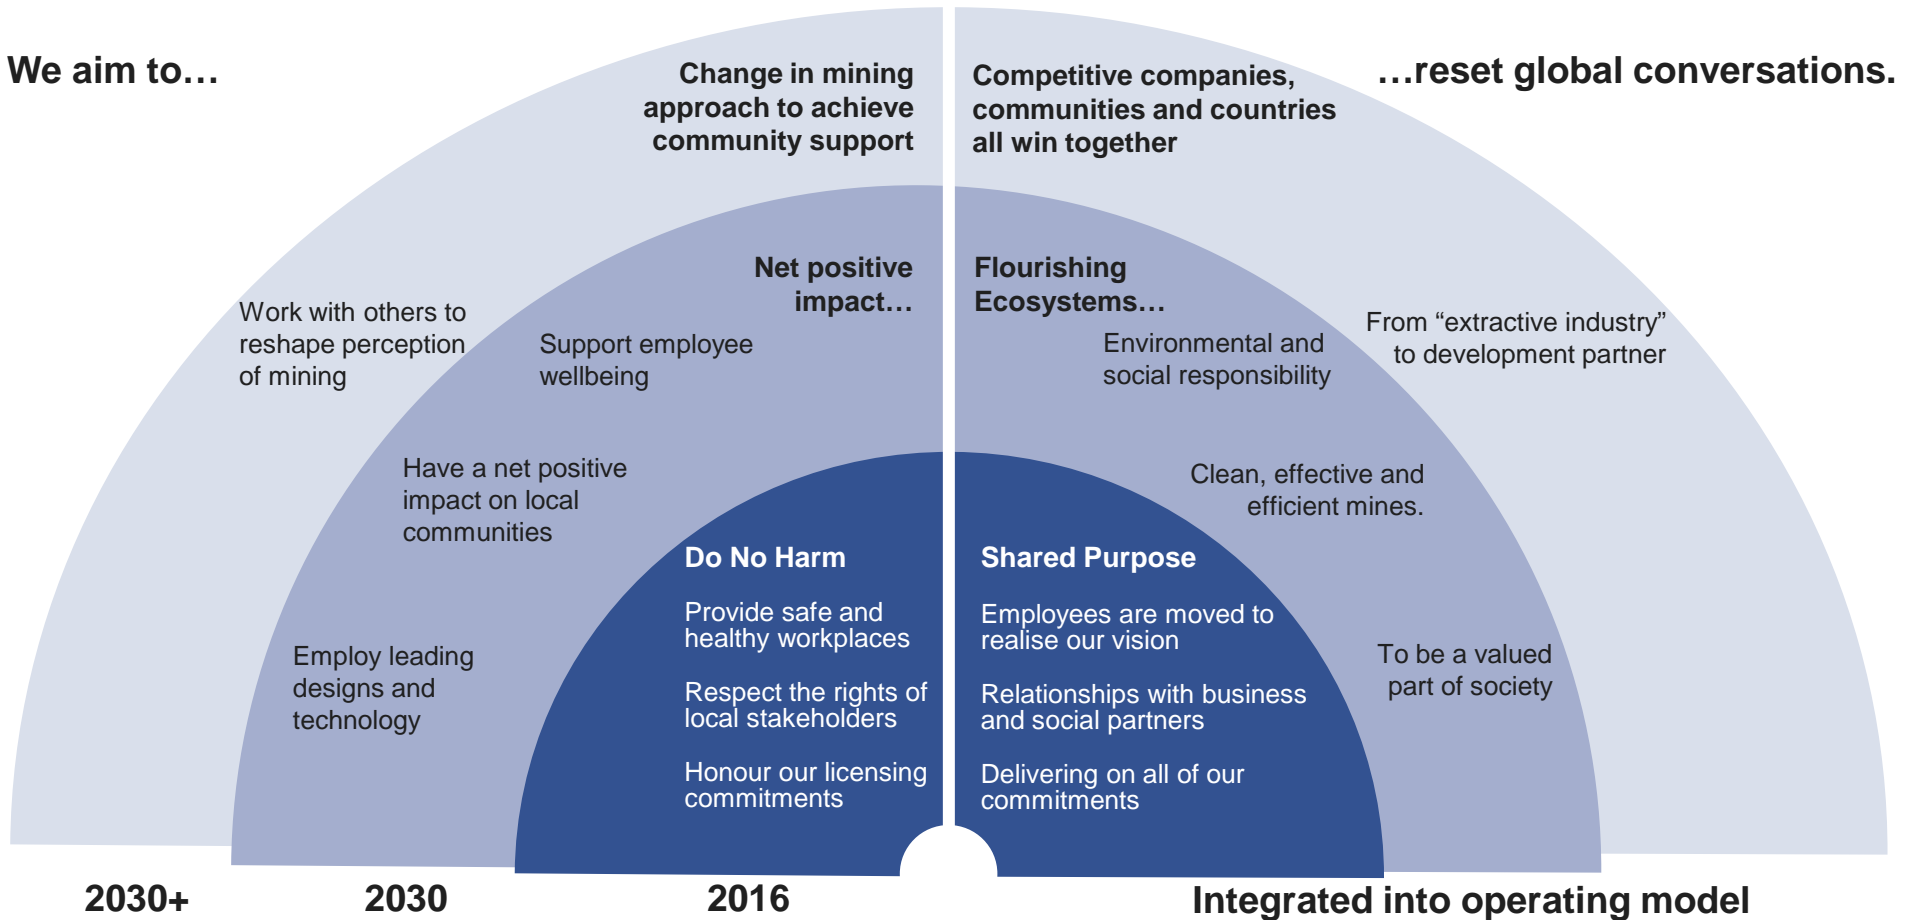 We aim to…
…reset global conversations.
Change in mining
approach to achieve
community support
Competitive companies,
communities and countries
all win together
Net positive
impact…
Flourishing
Ecosystems…
Work with others to
reshape perception
of mining
Support employee
wellbeing
Environmental and
social responsibility
From “extractive industry”
to development partner
Have a net positive
impact on local
communities
Clean, effective and
efficient mines.
Employ leading
designs and
technology
To be a valued
part of society
Do No Harm
Provide safe and
healthy workplaces
Respect the rights of
local stakeholders
Honour our licensing
commitments
Shared Purpose
Employees are moved to
realise our vision
Relationships with business
and social partners
Delivering on all of our
commitments
2030+
2030
2016
Integrated into operating model